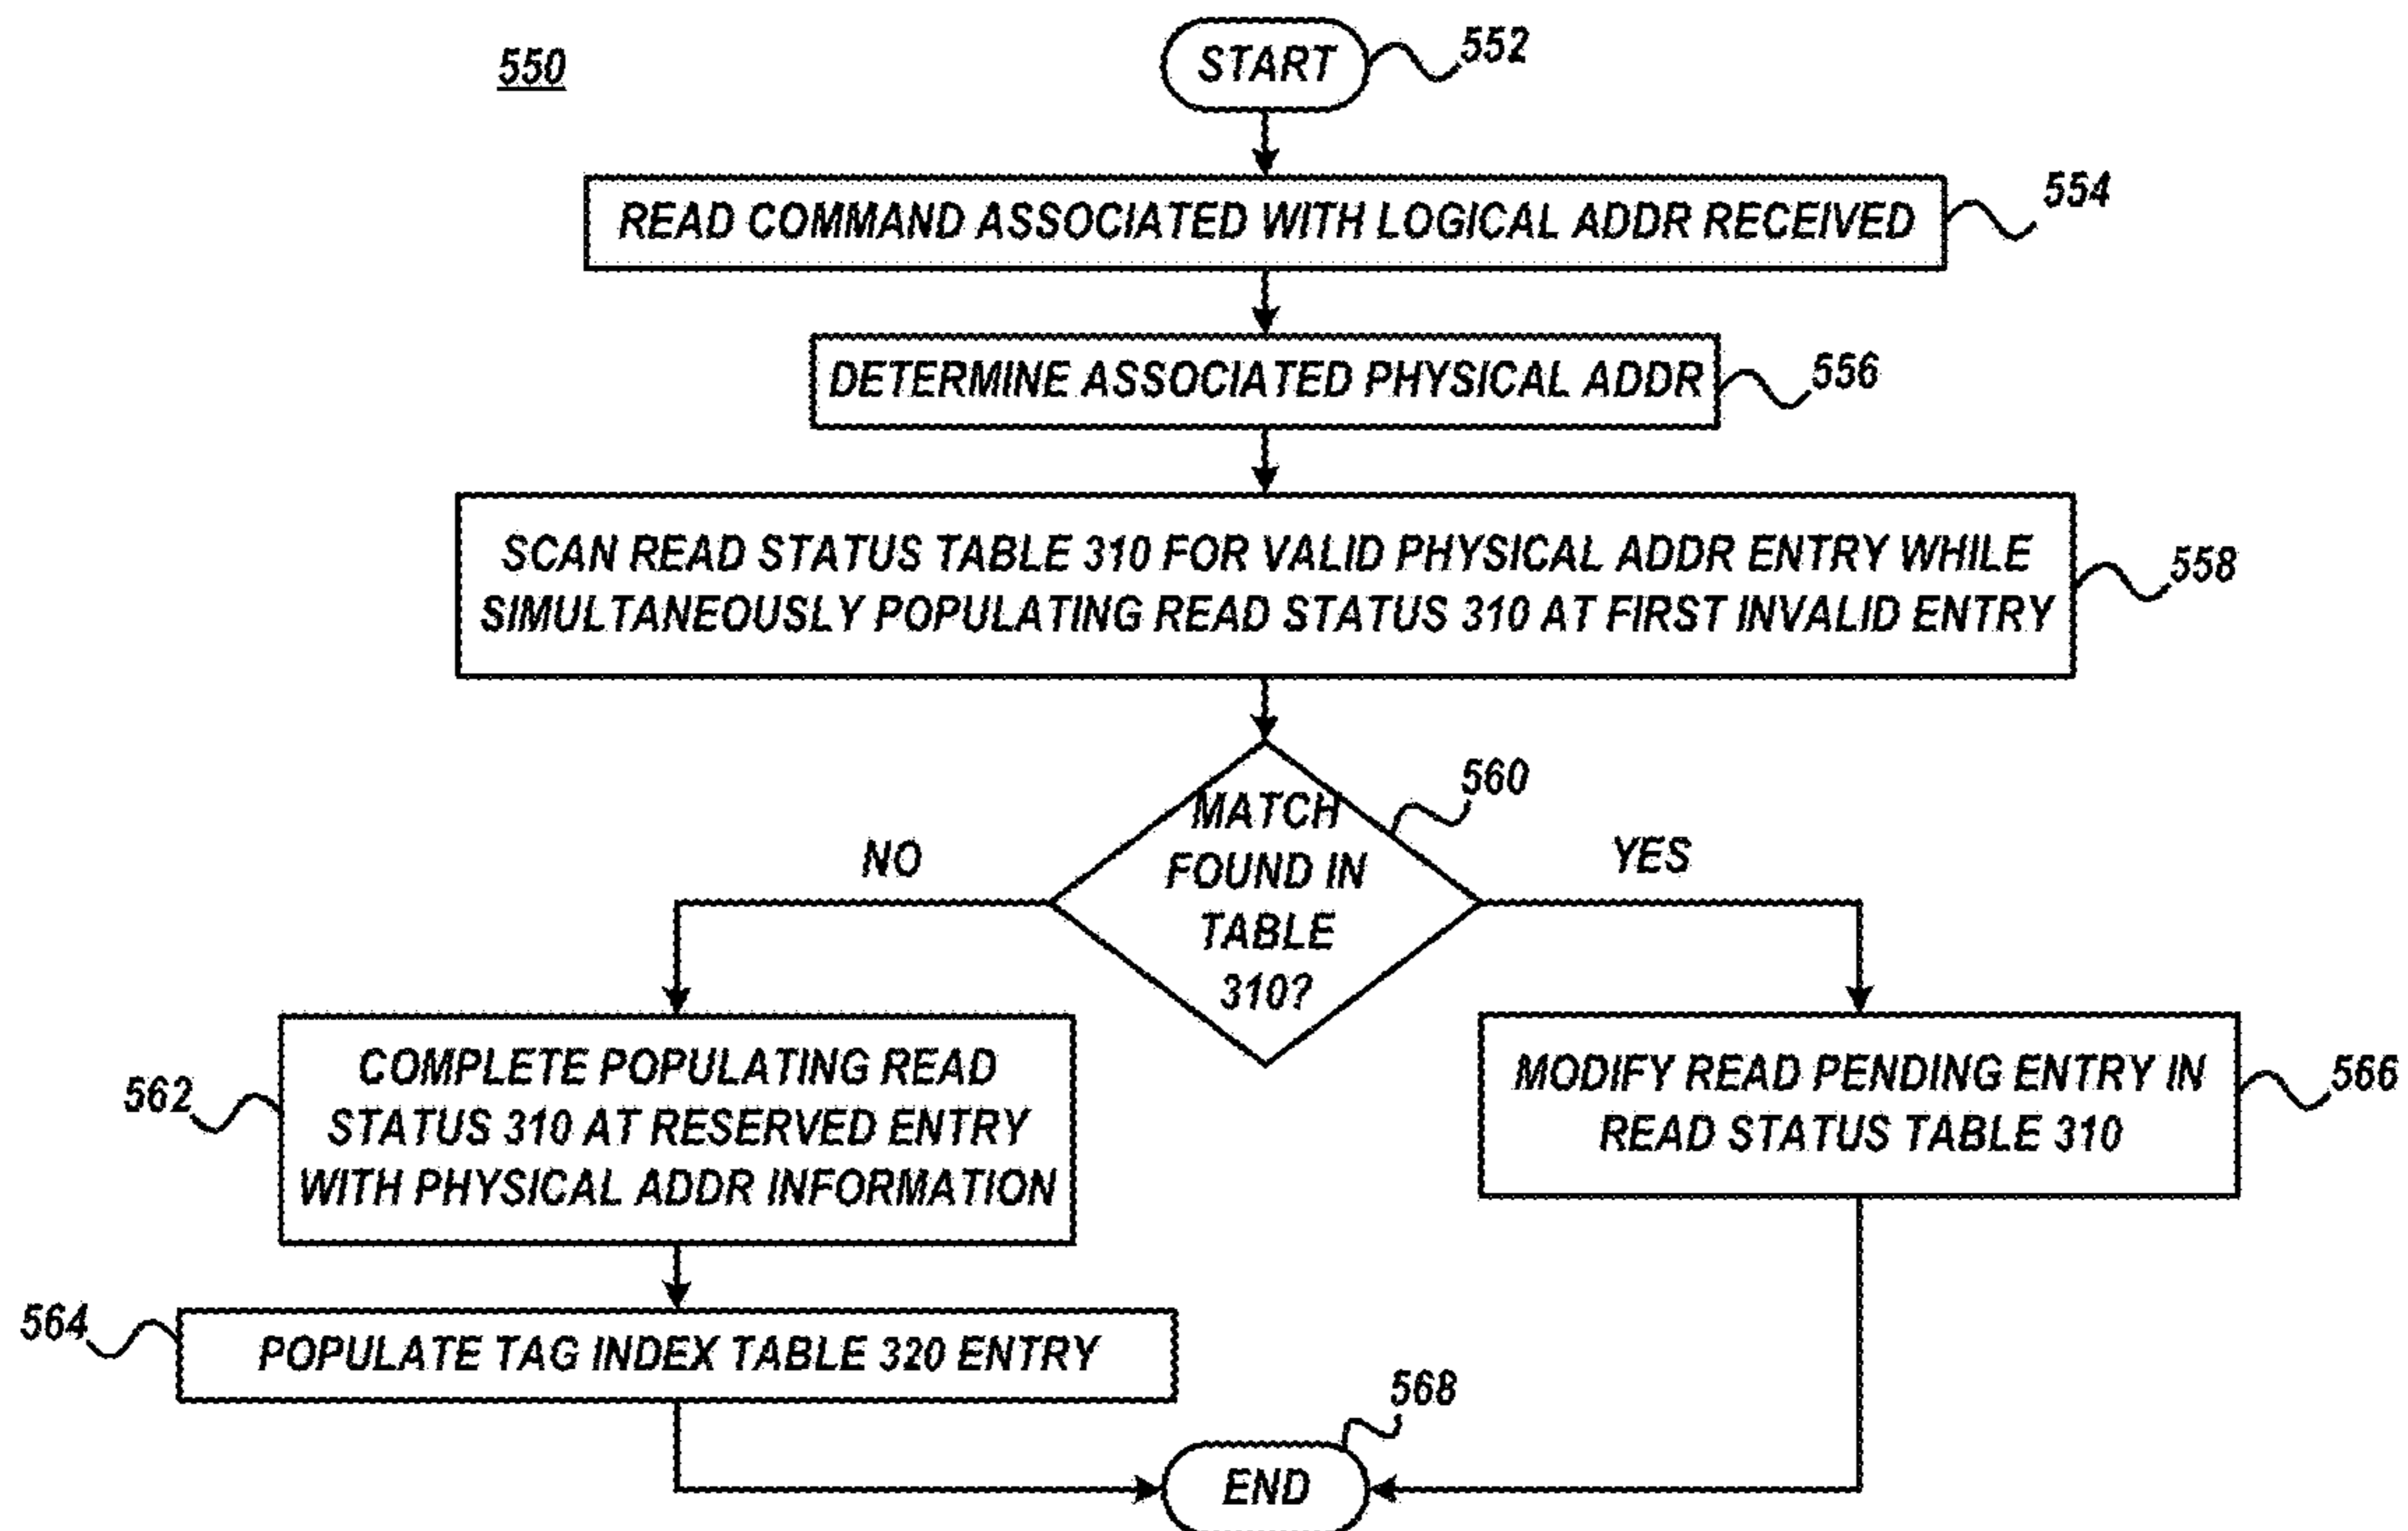 550
START
552
READ COMMAND ASSOCIATED WITH LOGICAL ADDR RECEIVED
554
DETERMINE ASSOCIATED PHYSICAL ADDR
556
SCAN READ STATUS TABLE 310 FOR VALID PHYSICAL ADDR ENTRY WHILE
SIMULTANEOUSLY POPULATING READ STATUS 310 AT FIRST INVALID ENTRY
558
MATCH
FOUND IN
TABLE
310?
560
NO
YES
COMPLETE POPULATING READ
STATUS 310 AT RESERVED ENTRY
WITH PHYSICAL ADDR INFORMATION
562
MODIFY READ PENDING ENTRY IN
READ STATUS TABLE 310
566
POPULATE TAG INDEX TABLE 320 ENTRY
564
END
568